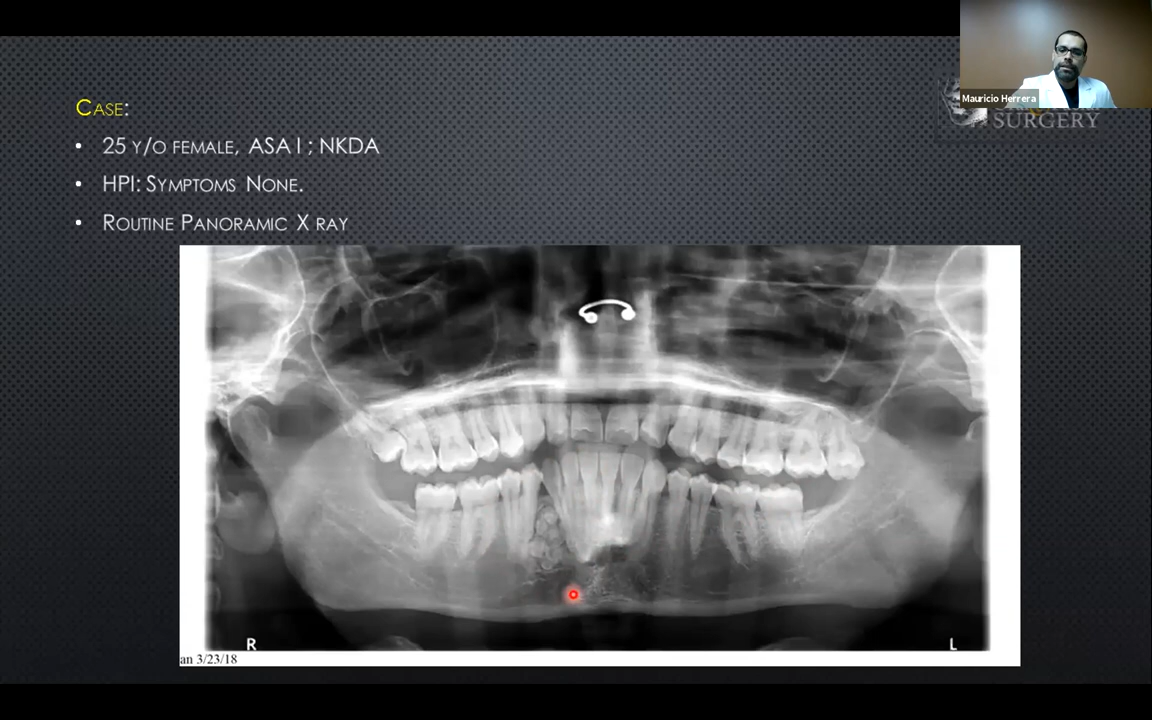 Case:
• 25 y/o female, ASA I ; NKDA
• HPI: Symptoms None.
• Routine Panoramic X ray
Mauricio Herrera
SURGERY
R
L
an 3/23/18